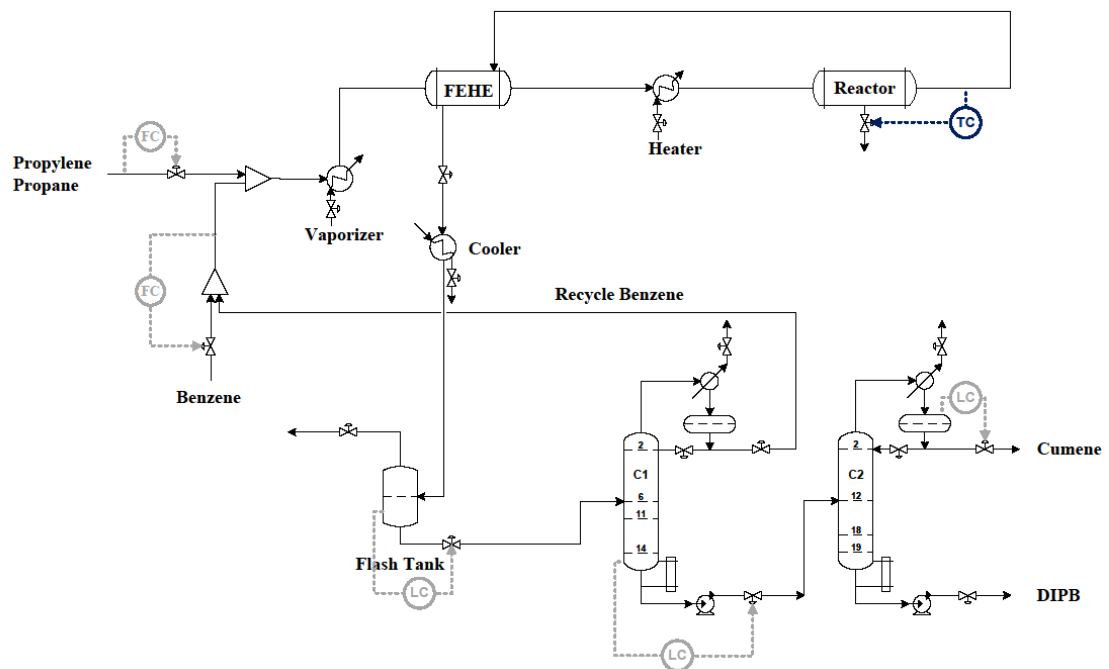 FEHE
Reactor
TC
FC
Propylene
Propane
Heater
Vaporizer
Cooler
FC
Recycle Benzene
Benzene
LC
2
2
Cumene
C1
C2
6
12
11
18
14
19
Flash Tank
LC
DIPB
LC